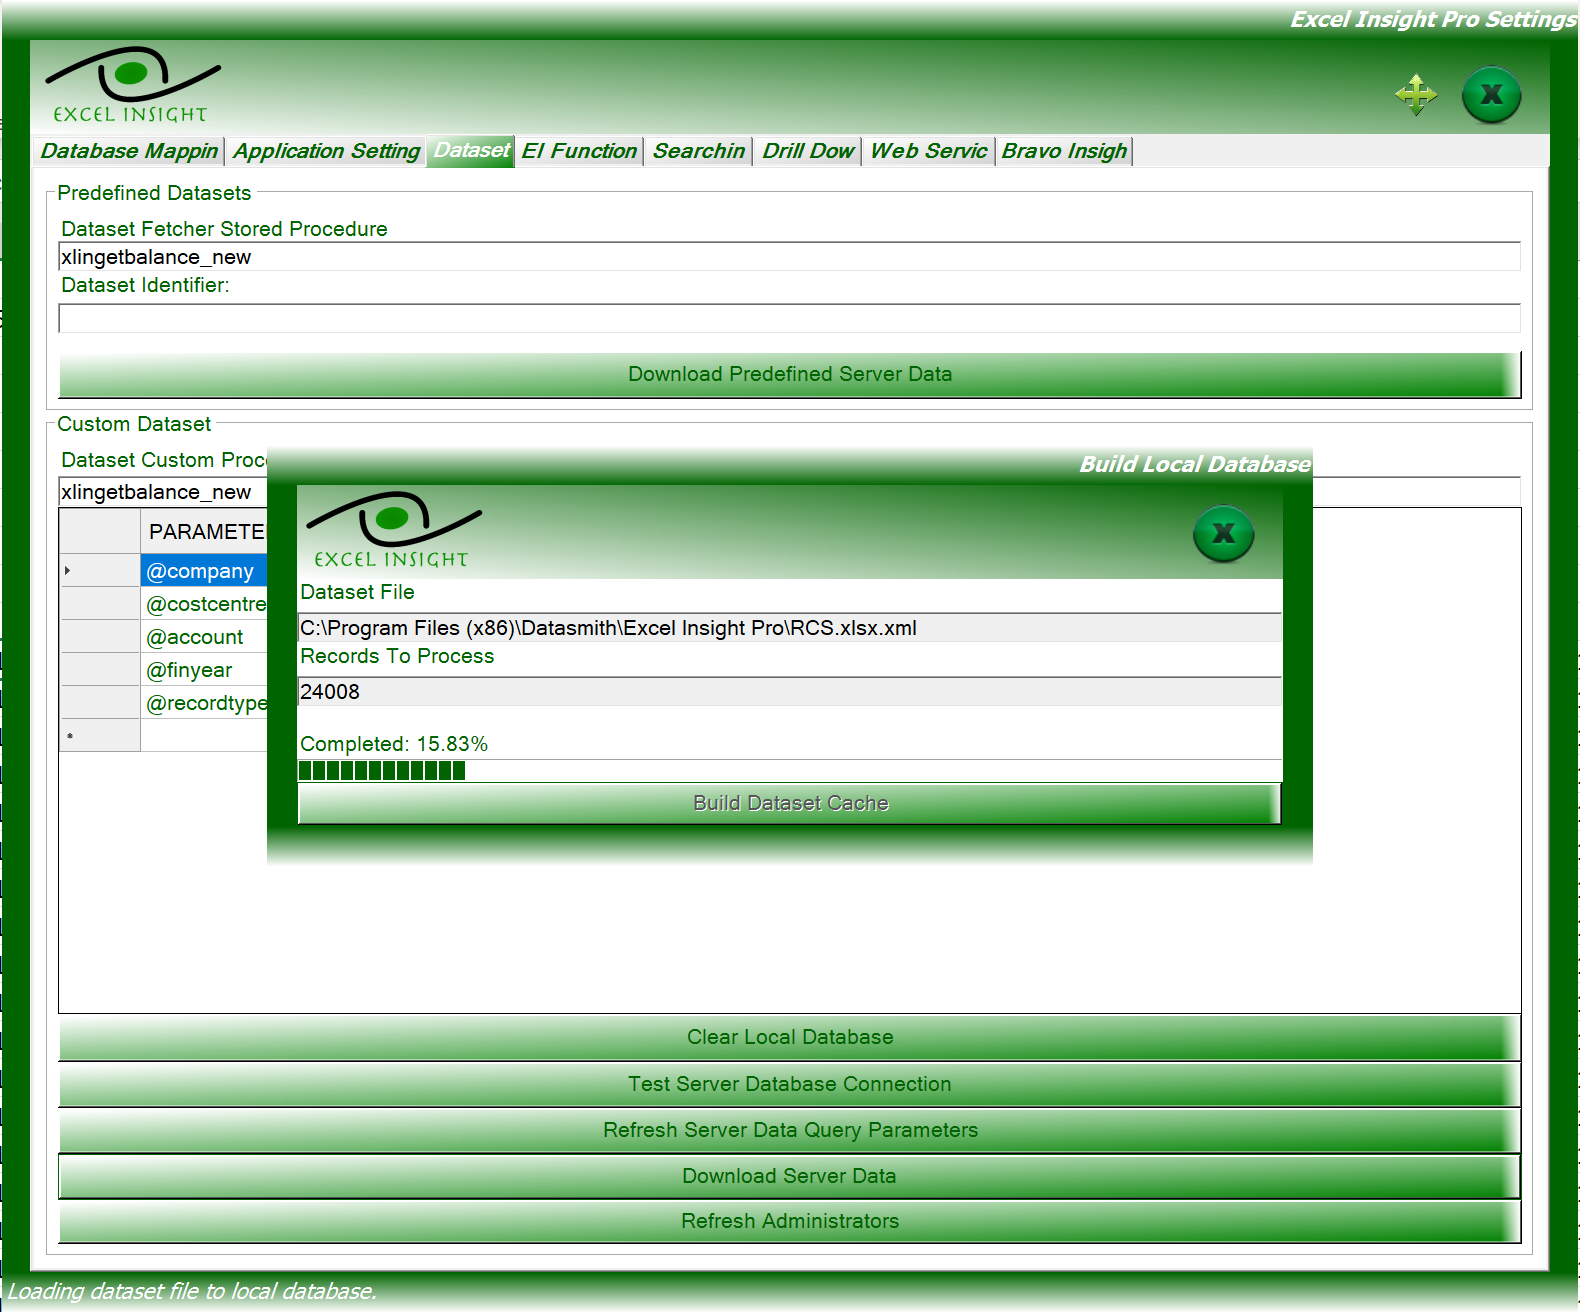 Excel Insight Pro Settings
EXCEL INSIGHT
Database Mappin
Application Setting
Dataset
EI Function
Searchin
Drill Dow
Web Servic
Bravo Insigh
Predefined Datasets
Dataset Fetcher Stored Procedure
xlingetbalance_new
Dataset Identifier:
Download Predefined Server Data
Custom Dataset
Dataset Custom Proc
xlingetbalance_new
PARAMETE
@company
@costcentre
@account
@finyear
@recordtype
Build Local Database
EXCEL INSIGHT
Dataset File
C:\Program Files (x86)\Datasmith\Excel Insight Pro\RCS.xlsx.xml
Records To Process
24008
Completed: 15.83%
Build Dataset Cache
Clear Local Database
Test Server Database Connection
Refresh Server Data Query Parameters
Download Server Data
Refresh Administrators
Loading dataset file to local database.